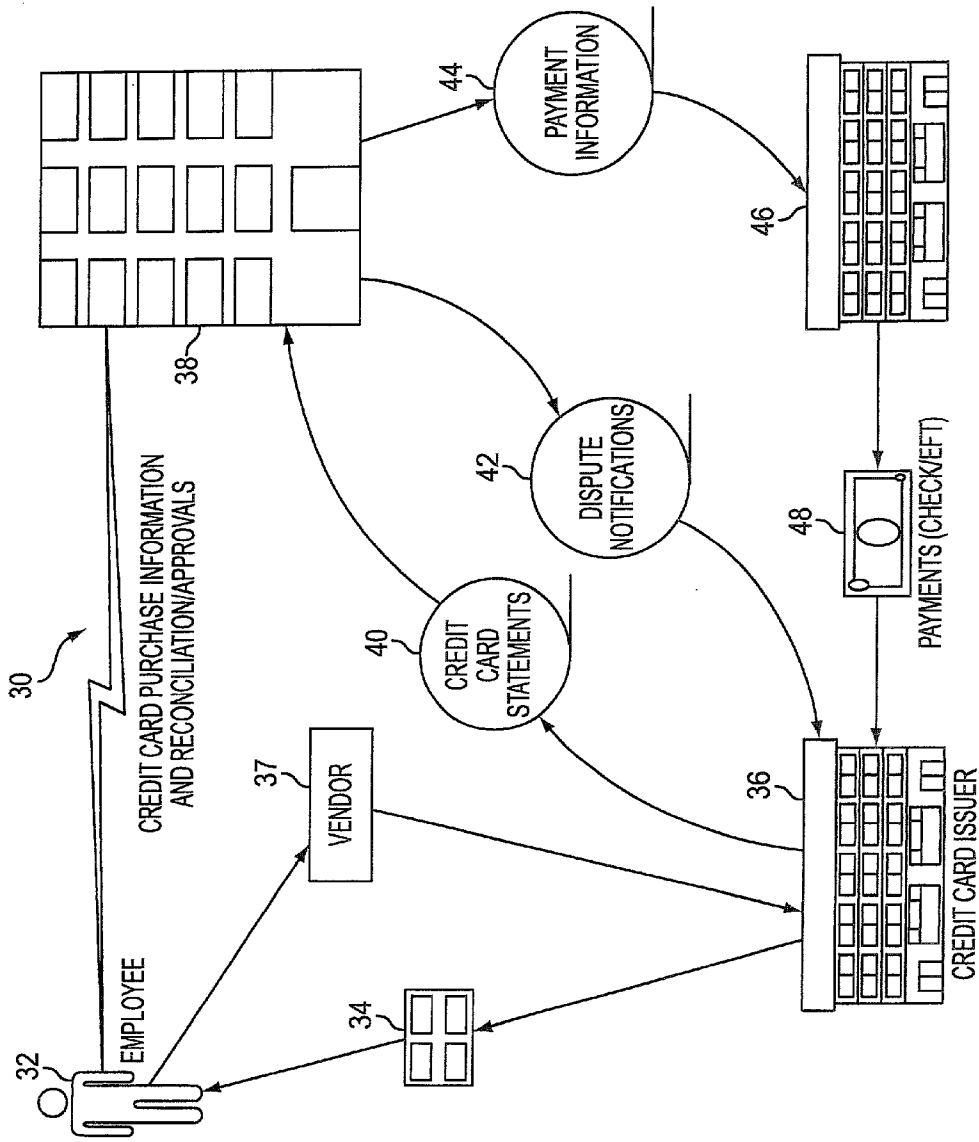 30
CREDIT CARD PURCHASE INFORMATION
AND RECONCILIATION/APPROVALS
32
EMPLOYEE
38
37
VENDOR
34
40
CREDIT
CARD
STATEMENTS
42
DISPUTE
NOTIFICATIONS
44
PAYMENT
INFORMATION
36
CREDIT CARD ISSUER
48
PAYMENTS (CHECK/EFT)
46